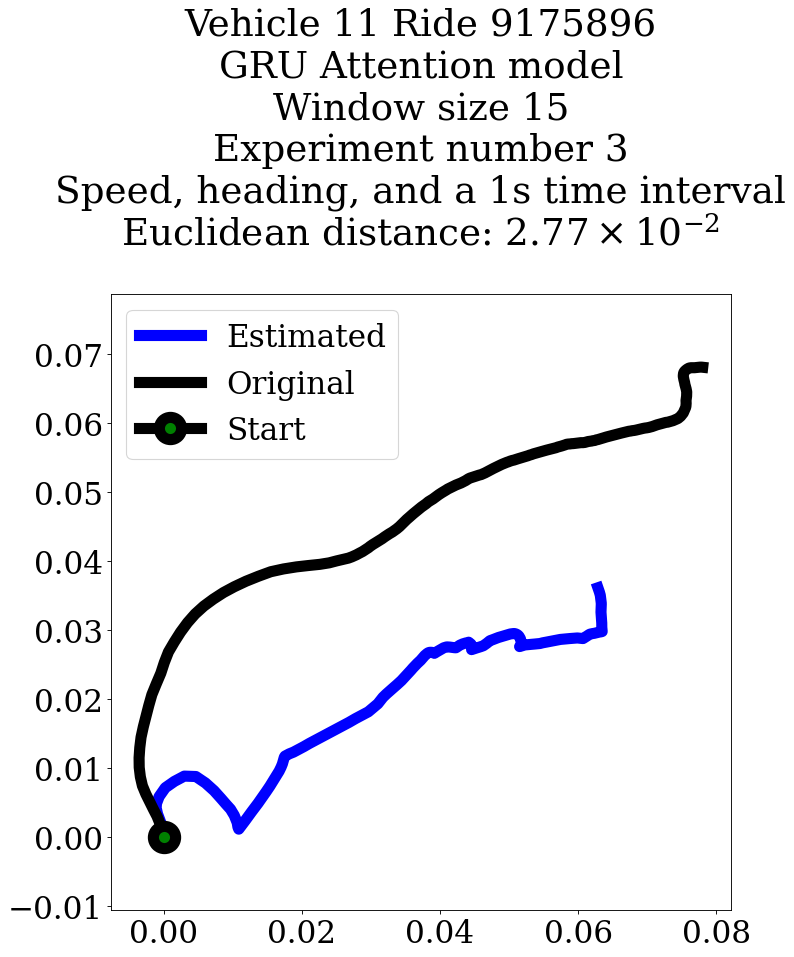 Vehicle 11 Ride 9175896
GRU Attention model
Window size 15
Experiment number 3
Speed, heading, and a 1s time interval
Euclidean distance: 2.77 × 10⁻²
Estimated
Original
Start
0.07
0.06
0.05
0.04
0.03
0.02
0.01
0.00
−0.01
0.00 0.02 0.04 0.06 0.08